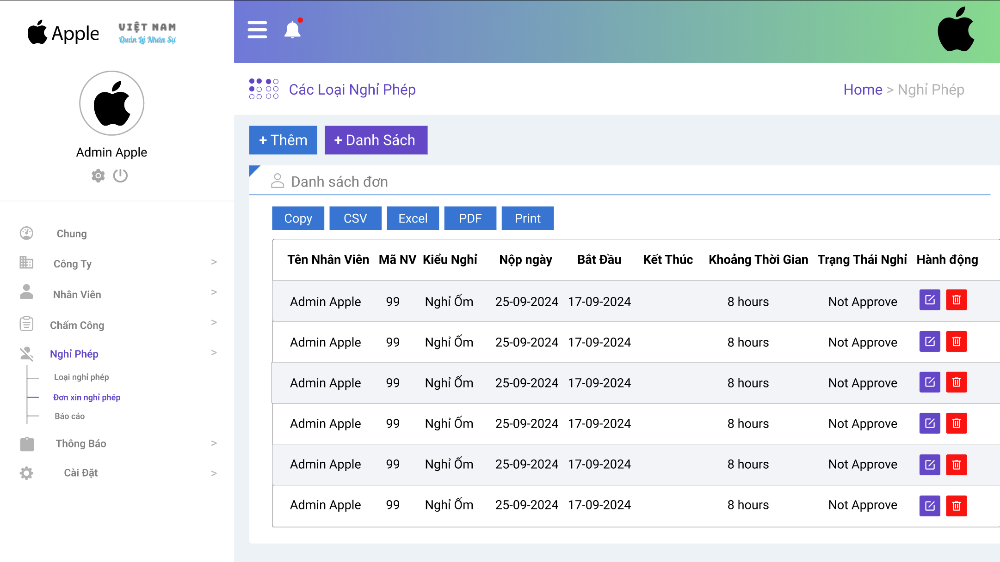 Apple
VIỆT NAM
Quản Lý Nhân Sự
Admin Apple
Chung
Công Ty >
Nhân Viên >
Chấm Công >
Nghỉ Phép >
Loại nghỉ phép
Đơn xin nghỉ phép
Báo cáo
Thông Báo >
Cài Đặt >
Các Loại Nghỉ Phép
Home > Nghỉ Phép
+ Thêm + Danh Sách
Danh sách đơn
Copy CSV Excel PDF Print
Tên Nhân Viên Mã NV Kiểu Nghỉ Nộp ngày Bắt Đầu Kết Thúc Khoảng Thời Gian Trạng Thái Nghỉ Hành động
Admin Apple 99 Nghỉ Ốm 25-09-2024 17-09-2024 8 hours Not Approve
Admin Apple 99 Nghỉ Ốm 25-09-2024 17-09-2024 8 hours Not Approve
Admin Apple 99 Nghỉ Ốm 25-09-2024 17-09-2024 8 hours Not Approve
Admin Apple 99 Nghỉ Ốm 25-09-2024 17-09-2024 8 hours Not Approve
Admin Apple 99 Nghỉ Ốm 25-09-2024 17-09-2024 8 hours Not Approve
Admin Apple 99 Nghỉ Ốm 25-09-2024 17-09-2024 8 hours Not Approve